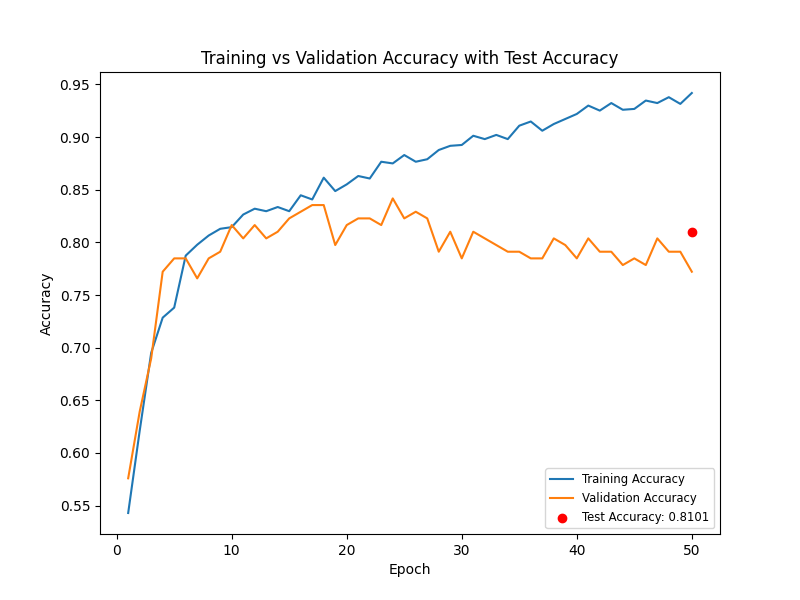 Training vs Validation Accuracy with Test Accuracy
0.95
0.90
0.85
0.80
0.75
0.70
0.65
0.60
0.55
Accuracy
0 10 20 30 40 50
Epoch
Training Accuracy
Validation Accuracy
Test Accuracy: 0.8101